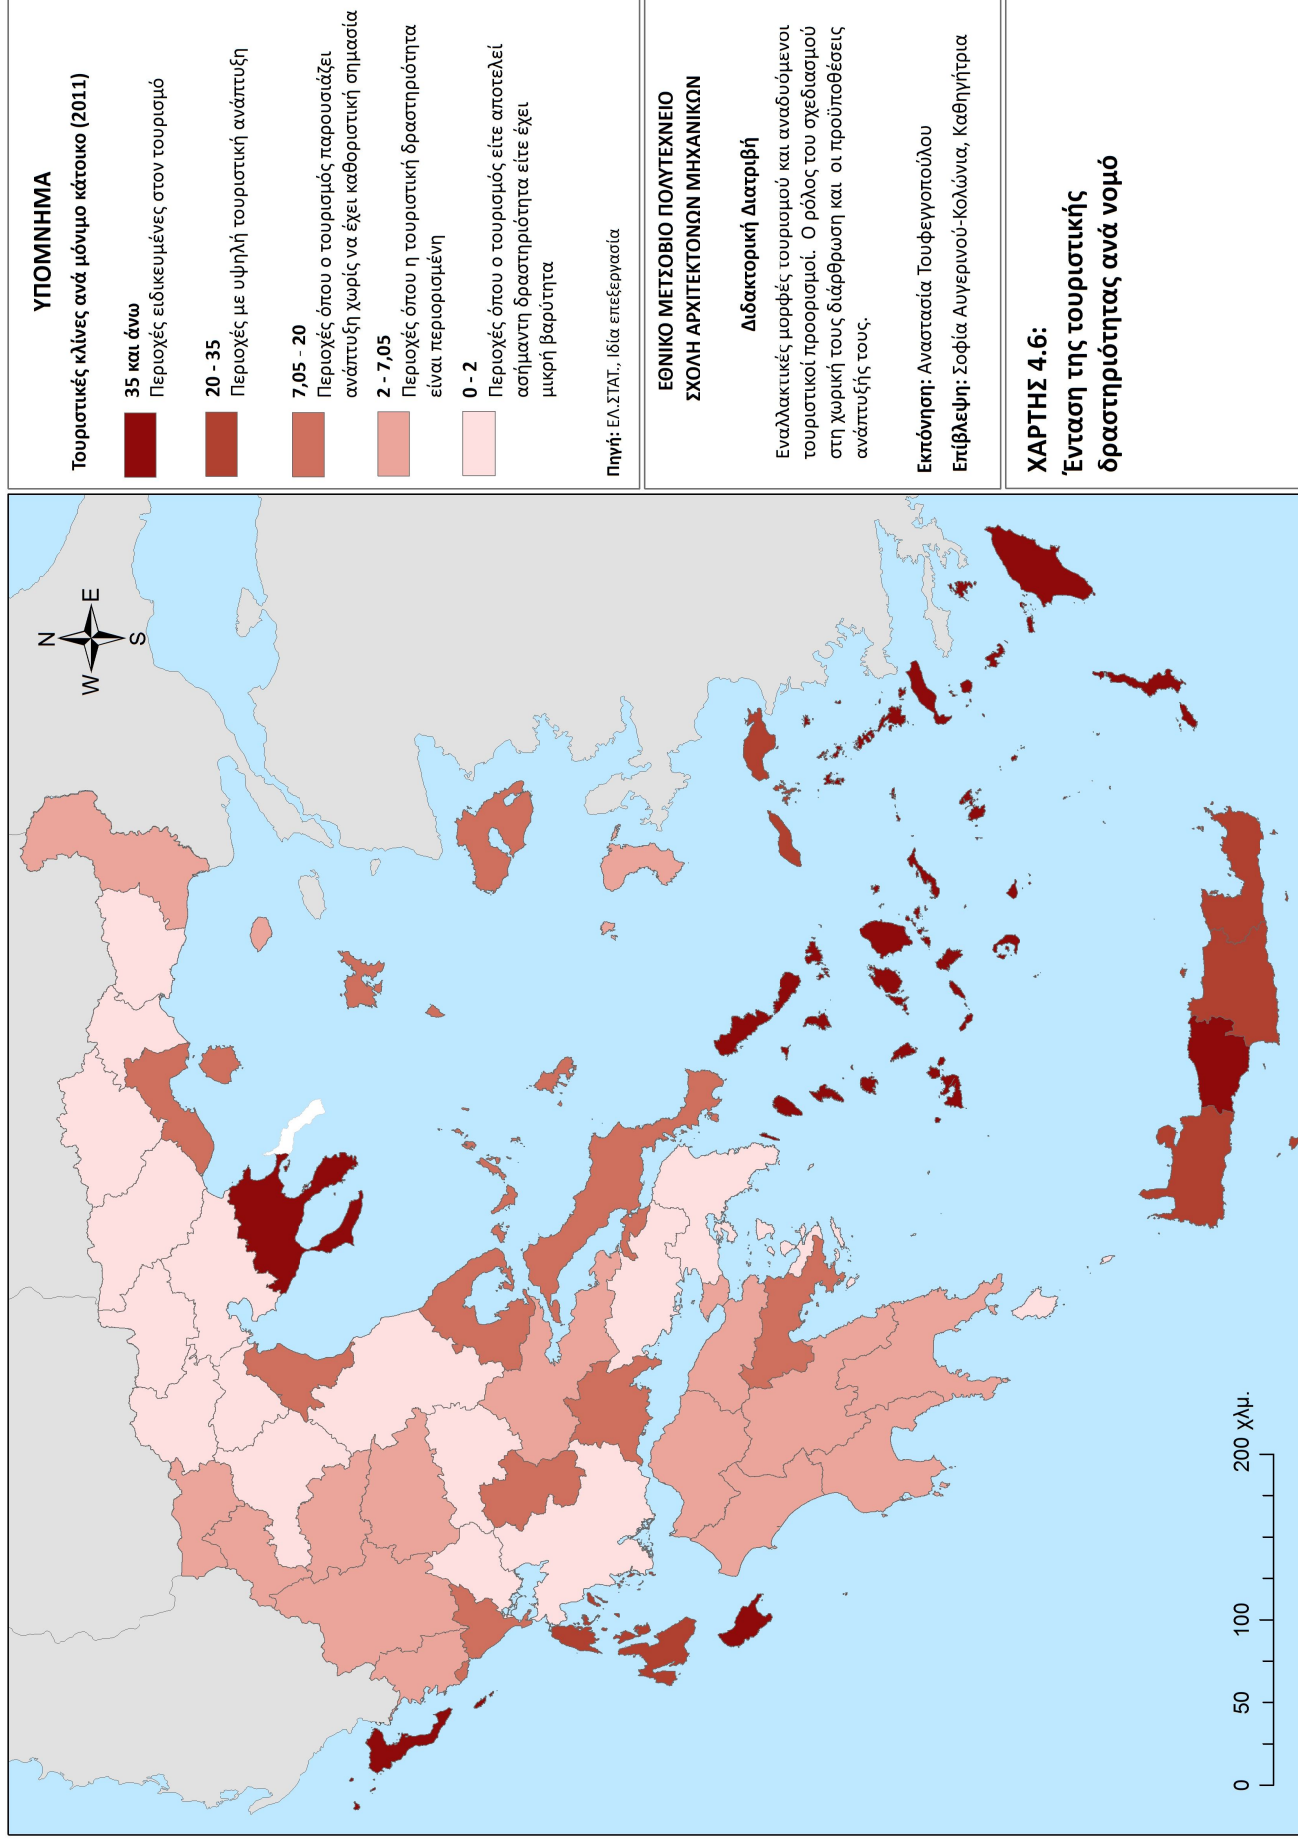 ΥΠΟΜΝΗΜΑ
Τουριστικές κλίνες ανά μόνιμο κάτοικο (2011)
35 και άνω
Περιοχές ειδικευμένες στον τουρισμό
20 - 35
Περιοχές με υψηλή τουριστική ανάπτυξη
7,05 - 20
Περιοχές όπου ο τουρισμός παρουσιάζει
ανάπτυξη χωρίς να έχει καθοριστική σημασία
2 - 7,05
Περιοχές όπου η τουριστική δραστηριότητα
είναι περιορισμένη
0 - 2
Περιοχές όπου ο τουρισμός είτε αποτελεί
ασήμαντη δραστηριότητα είτε έχει
μικρή βαρύτητα
Πηγή: ΕΛ.ΣΤΑΤ., Ιδία επεξεργασία
ΕΘΝΙΚΟ ΜΕΤΣΟΒΙΟ ΠΟΛΥΤΕΧΝΕΙΟ
ΣΧΟΛΗ ΑΡΧΙΤΕΚΤΟΝΩΝ ΜΗΧΑΝΙΚΩΝ
Διδακτορική Διατριβή
Εναλλακτικές μορφές τουρισμού και αναδυόμενοι
τουριστικοί προορισμοί. Ο ρόλος του σχεδιασμού
στη χωρική τους διάρθρωση και οι προϋποθέσεις
ανάπτυξής τους.
Εκπόνηση: Αναστασία Τουφεγγοπούλου
Επίβλεψη: Σοφία Αυγερινού-Κολώνια, Καθηγήτρια
ΧΑΡΤΗΣ 4.6:
Ένταση της τουριστικής
δραστηριότητας ανά νομό
N
W
E
S
0 50 100 200 χλμ.